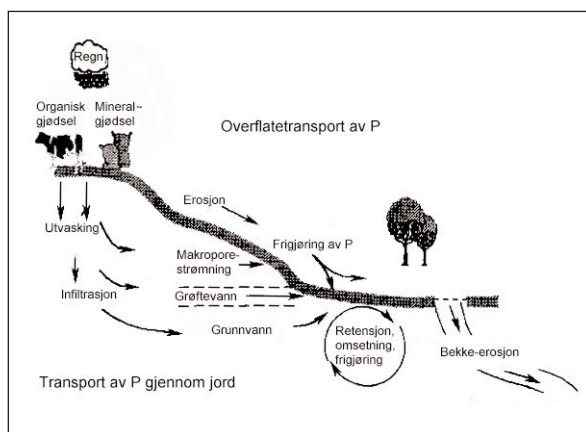 Regn
Organisk
gjødsel
Mineral-
gjødsel
Overflatetransport av P
Erosjon
Utvasking
Frigjøring av P
Makropore-
strømning
Infiltrasjon
Grøftevann
Grunnvann
Retensjon,
omsetning,
frigjøring
Bekke-erosjon
Transport av P gjennom jord